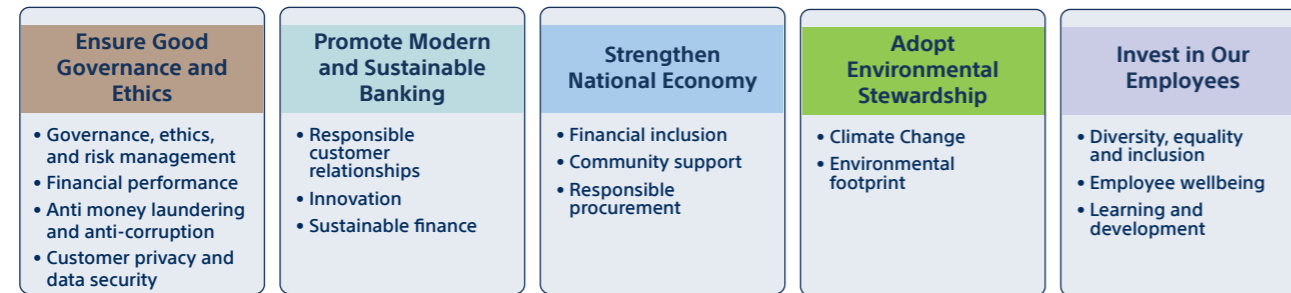 Ensure Good
Governance and
Ethics
• Governance, ethics,
and risk management
• Financial performance
• Anti money laundering
and anti-corruption
• Customer privacy and
data security
Promote Modern
and Sustainable
Banking
• Responsible
customer
relationships
• Innovation
• Sustainable finance
Strengthen
National Economy
• Financial inclusion
• Community support
• Responsible
procurement
Adopt
Environmental
Stewardship
• Climate Change
• Environmental
footprint
Invest in Our
Employees
• Diversity, equality
and inclusion
• Employee wellbeing
• Learning and
development